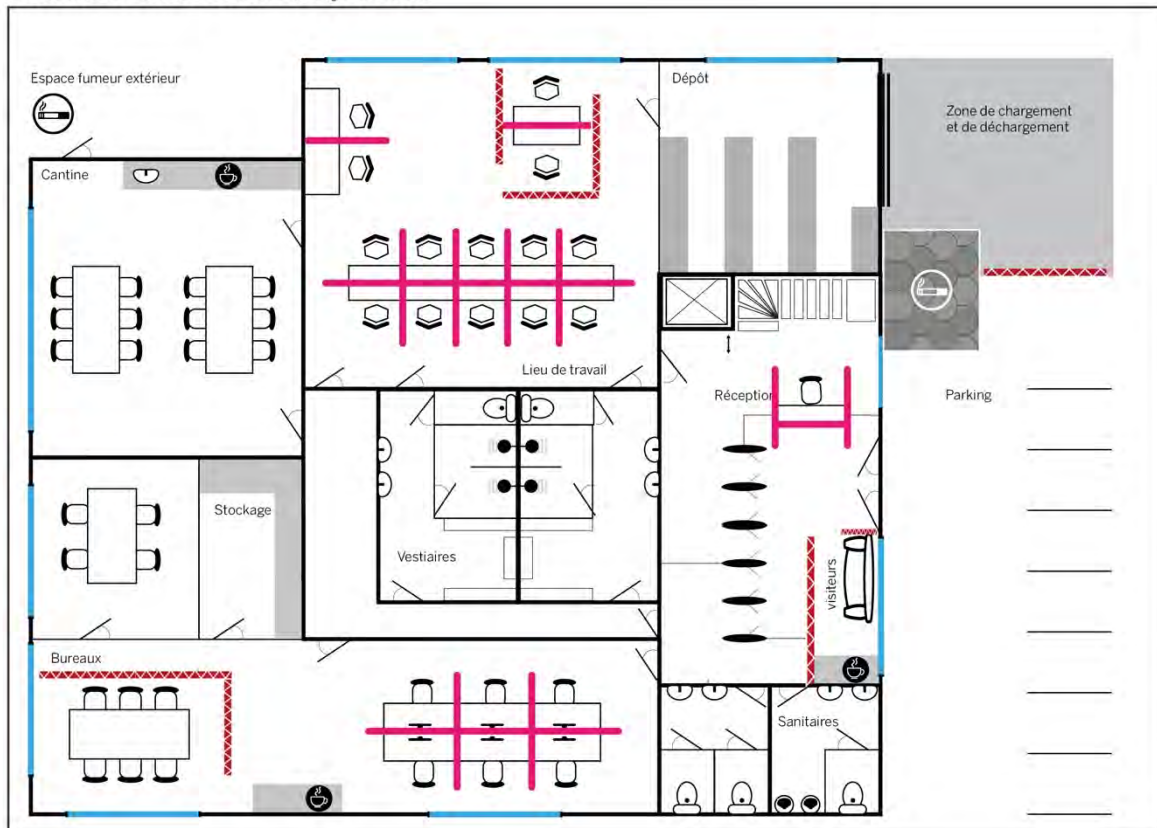 Espace fumeur extérieur
Dépôt
Zone de chargement
et de déchargement
Cantine
Lieu de travail
Réception
Parking
Stockage
Vestiaires
visiteurs
Bureaux
Sanitaires